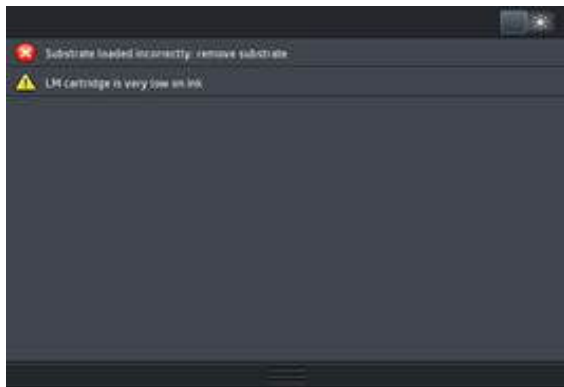 Substrate loaded incorrectly: remove substrate
LM cartridge is very low on ink